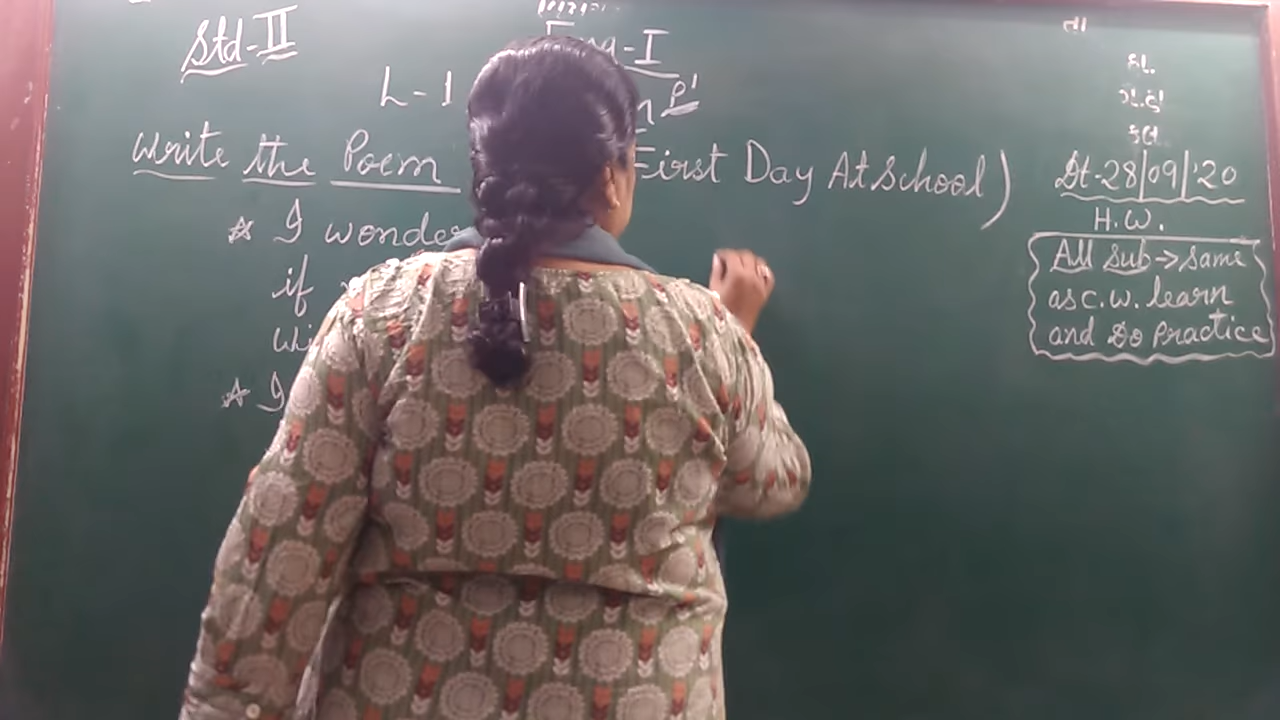 Std-II
Eng-I
L-1
Write the Poem First Day At School)
I wonder
if
I
તા
Dt-28/09/'20
H.W.
All Sub→same
as c.w. learn
and Do Practice